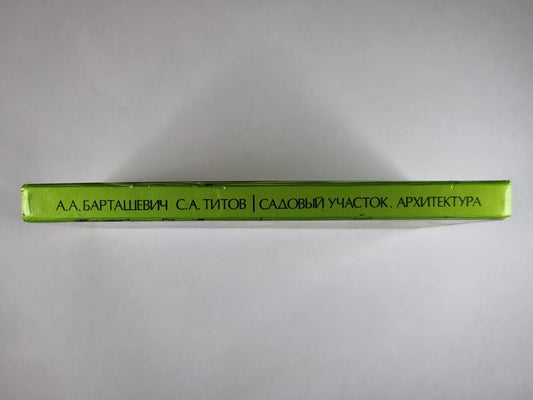 А.А.БАРТАШЕВИЧ С.А.ТИТОВ | САДОВЫЙ УЧАСТОК. АРХИТЕКТУРА